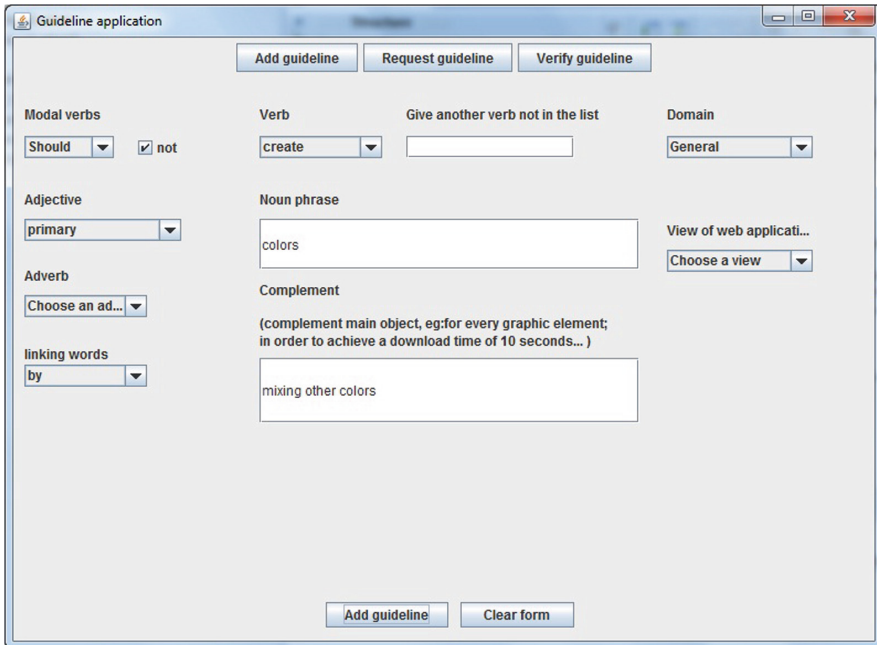 Guideline application
Add guideline Request guideline Verify guideline
Modal verbs Verb Give another verb not in the list Domain
Should not create General
Adjective Noun phrase
primary colors View of web applicati...
Choose a view
Adverb Complement
Choose an ad... (complement main object, eg:for every graphic element;
in order to achieve a download time of 10 seconds... )
linking words
by mixing other colors
Add guideline Clear form